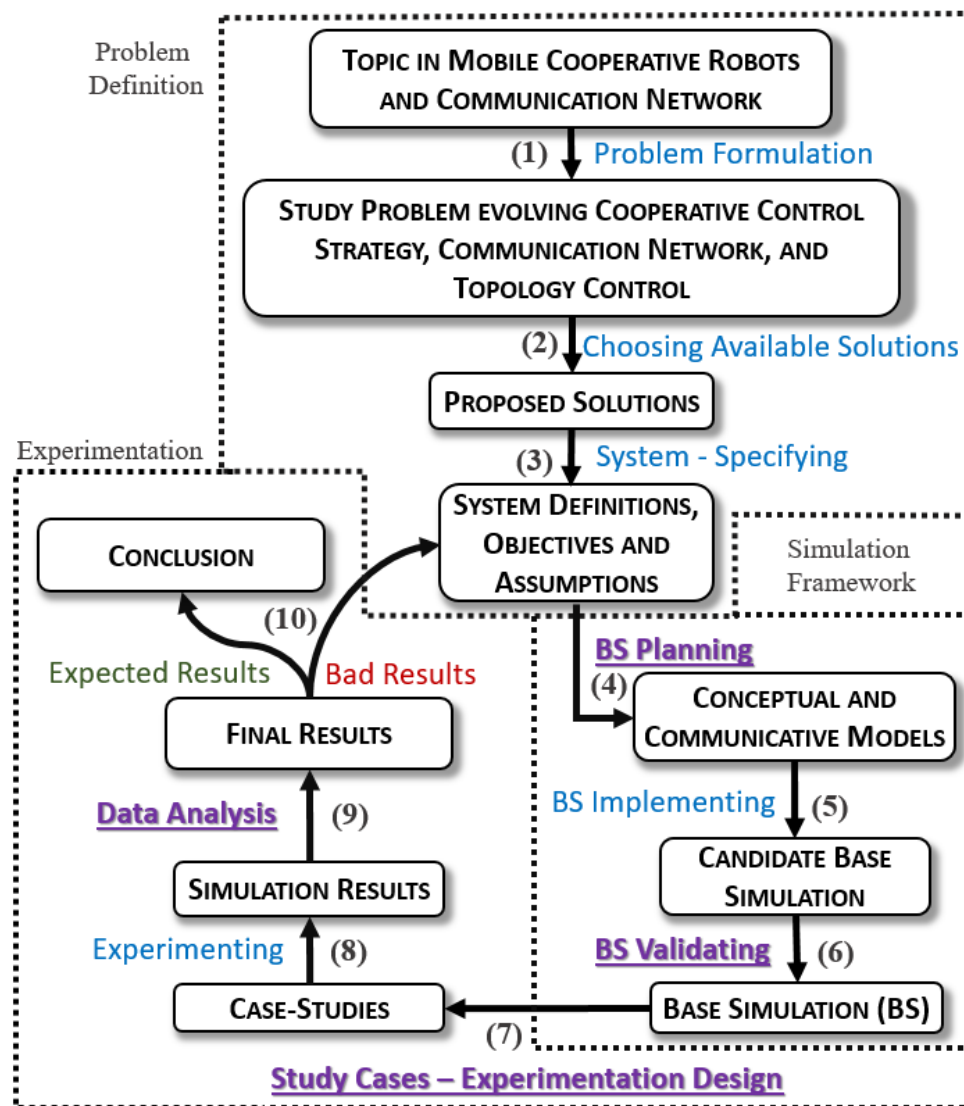 Problem
Definition
TOPIC IN MOBILE COOPERATIVE ROBOTS
AND COMMUNICATION NETWORK
(1)
Problem Formulation
STUDY PROBLEM EVOLVING COOPERATIVE CONTROL
STRATEGY, COMMUNICATION NETWORK, AND
TOPOLOGY CONTROL
(2)
Choosing Available Solutions
PROPOSED SOLUTIONS
Experimentation
(3)
System - Specifying
SYSTEM DEFINITIONS,
OBJECTIVES AND
ASSUMPTIONS
Simulation
Framework
CONCLUSION
(10)
Expected Results
Bad Results
BS Planning
(4)
CONCEPTUAL AND
COMMUNICATIVE MODELS
FINAL RESULTS
BS Implementing
(5)
Data Analysis
(9)
CANDIDATE BASE
SIMULATION
SIMULATION RESULTS
Experimenting
(8)
BS Validating
(6)
CASE-STUDIES
BASE SIMULATION (BS)
(7)
Study Cases – Experimentation Design